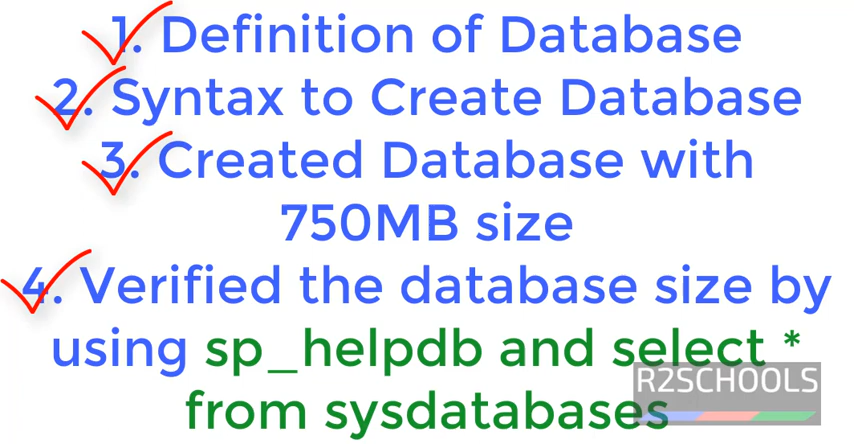 1. Definition of Database
2. Syntax to Create Database
3. Created Database with
750MB size
4. Verified the database size by
using sp_helpdb and select *
from sysdatabases
R2SCHOOLS